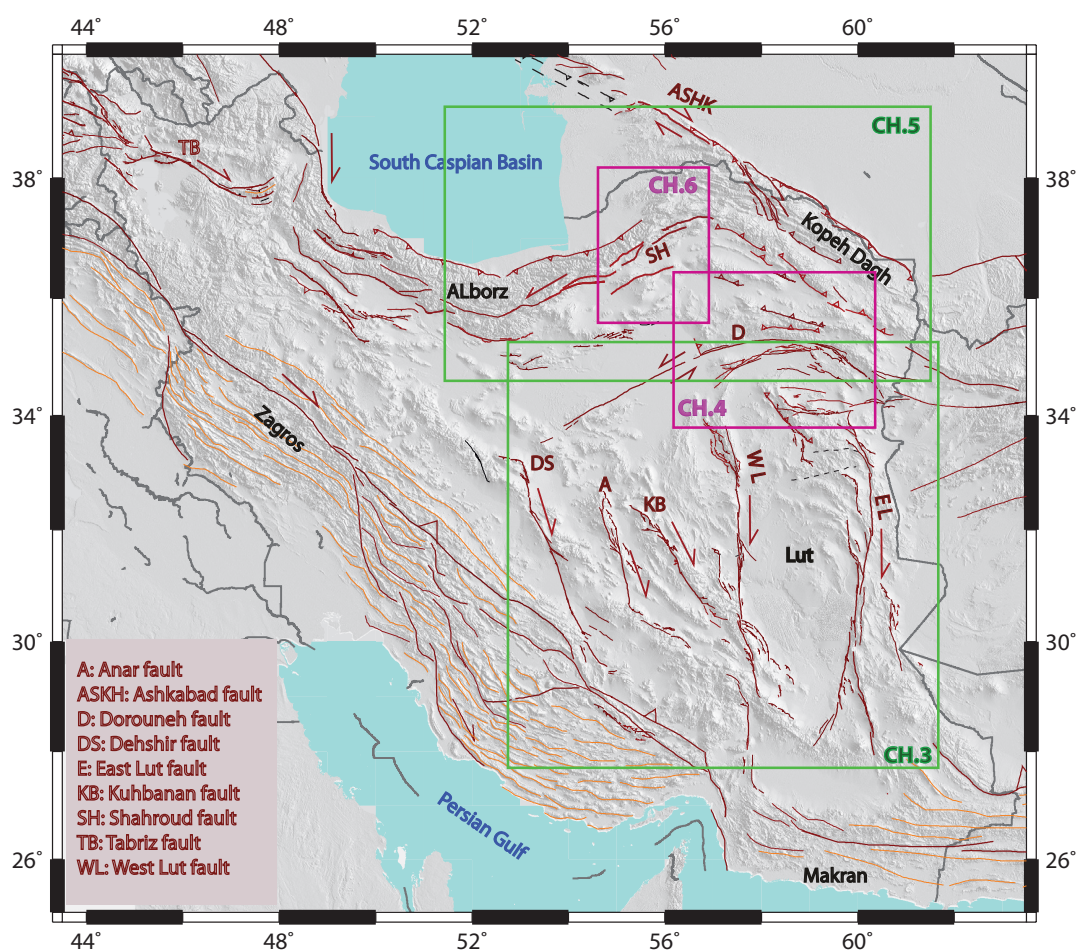 44° 48° 52° 56° 60°
ASHK
CH.5
TB
South Caspian Basin
38° 38°
CH.6
Kopeh Dagh
SH
ALborz
D
34° 34°
CH.4
Zagros
DS
WL
A
KB
EL
Lut
30° 30°
A: Anar fault
ASKH: Ashkabad fault
D: Dorouneh fault
DS: Dehshir fault
E: East Lut fault
KB: Kuhbanan fault
SH: Shahroud fault
TB: Tabriz fault
WL: West Lut fault
CH.3
Persian Gulf
26° 26°
Makran
44° 48° 52° 56° 60°